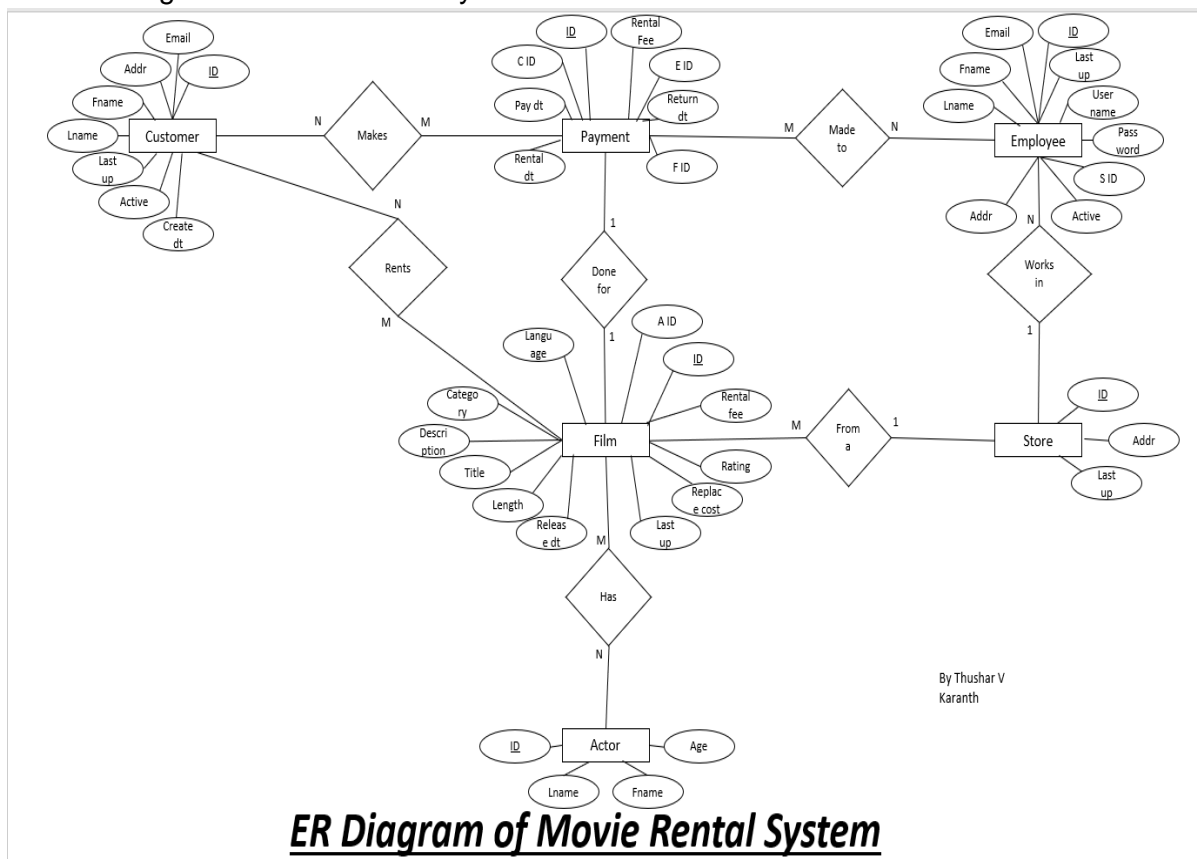 Email
Addr
ID
Fname
Lname
Customer
Last
up
Active
Create
dt
N
Makes
M
ID
Rental
Fee
C ID
E ID
Pay dt
Return
dt
Payment
Rental
dt
F ID
M
Made
to
N
Email
ID
Fname
Last
up
Lname
User
name
Employee
Pass
word
S ID
Addr
Active
N
Rents
M
1
Done
for
1
N
Works
in
1
A ID
Langu
age
ID
Catego
ry
Rental
fee
Descri
ption
Film
Title
Rating
Length
Replac
e cost
Releas
e dt
Last
up
M
From
a
1
ID
Store
Addr
Last
up
M
Has
N
ID
Actor
Age
Lname
Fname
By Thushar V
Karanth
ER Diagram of Movie Rental System